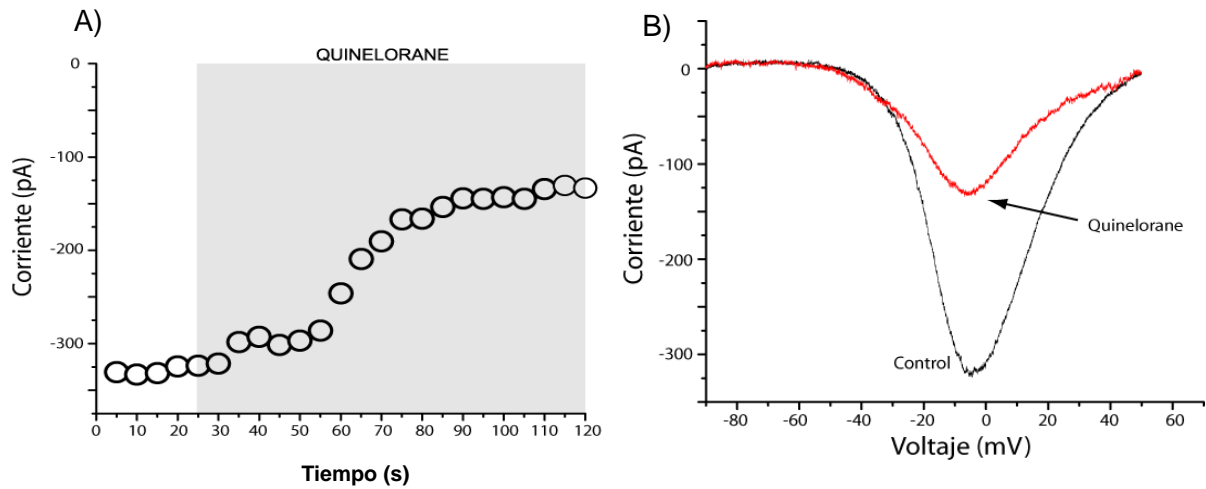 A)
QUINELORANE
0
-100
-200
-300
Corriente (pA)
0 10 20 30 40 50 60 70 80 90 100 110 120
Tiempo (s)
B)
0
-100
-200
-300
Corriente (pA)
Quinelorane
Control
-80 -60 -40 -20 0 20 40 60
Voltaje (mV)